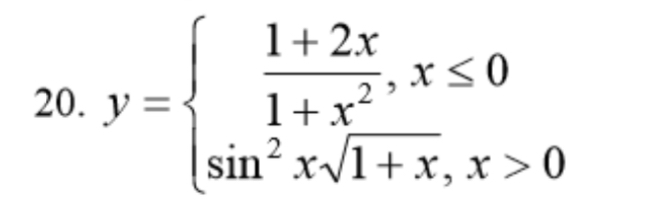 20. y = { (1+2x)/(1+x²), x ≤ 0
sin² x√(1+x), x > 0